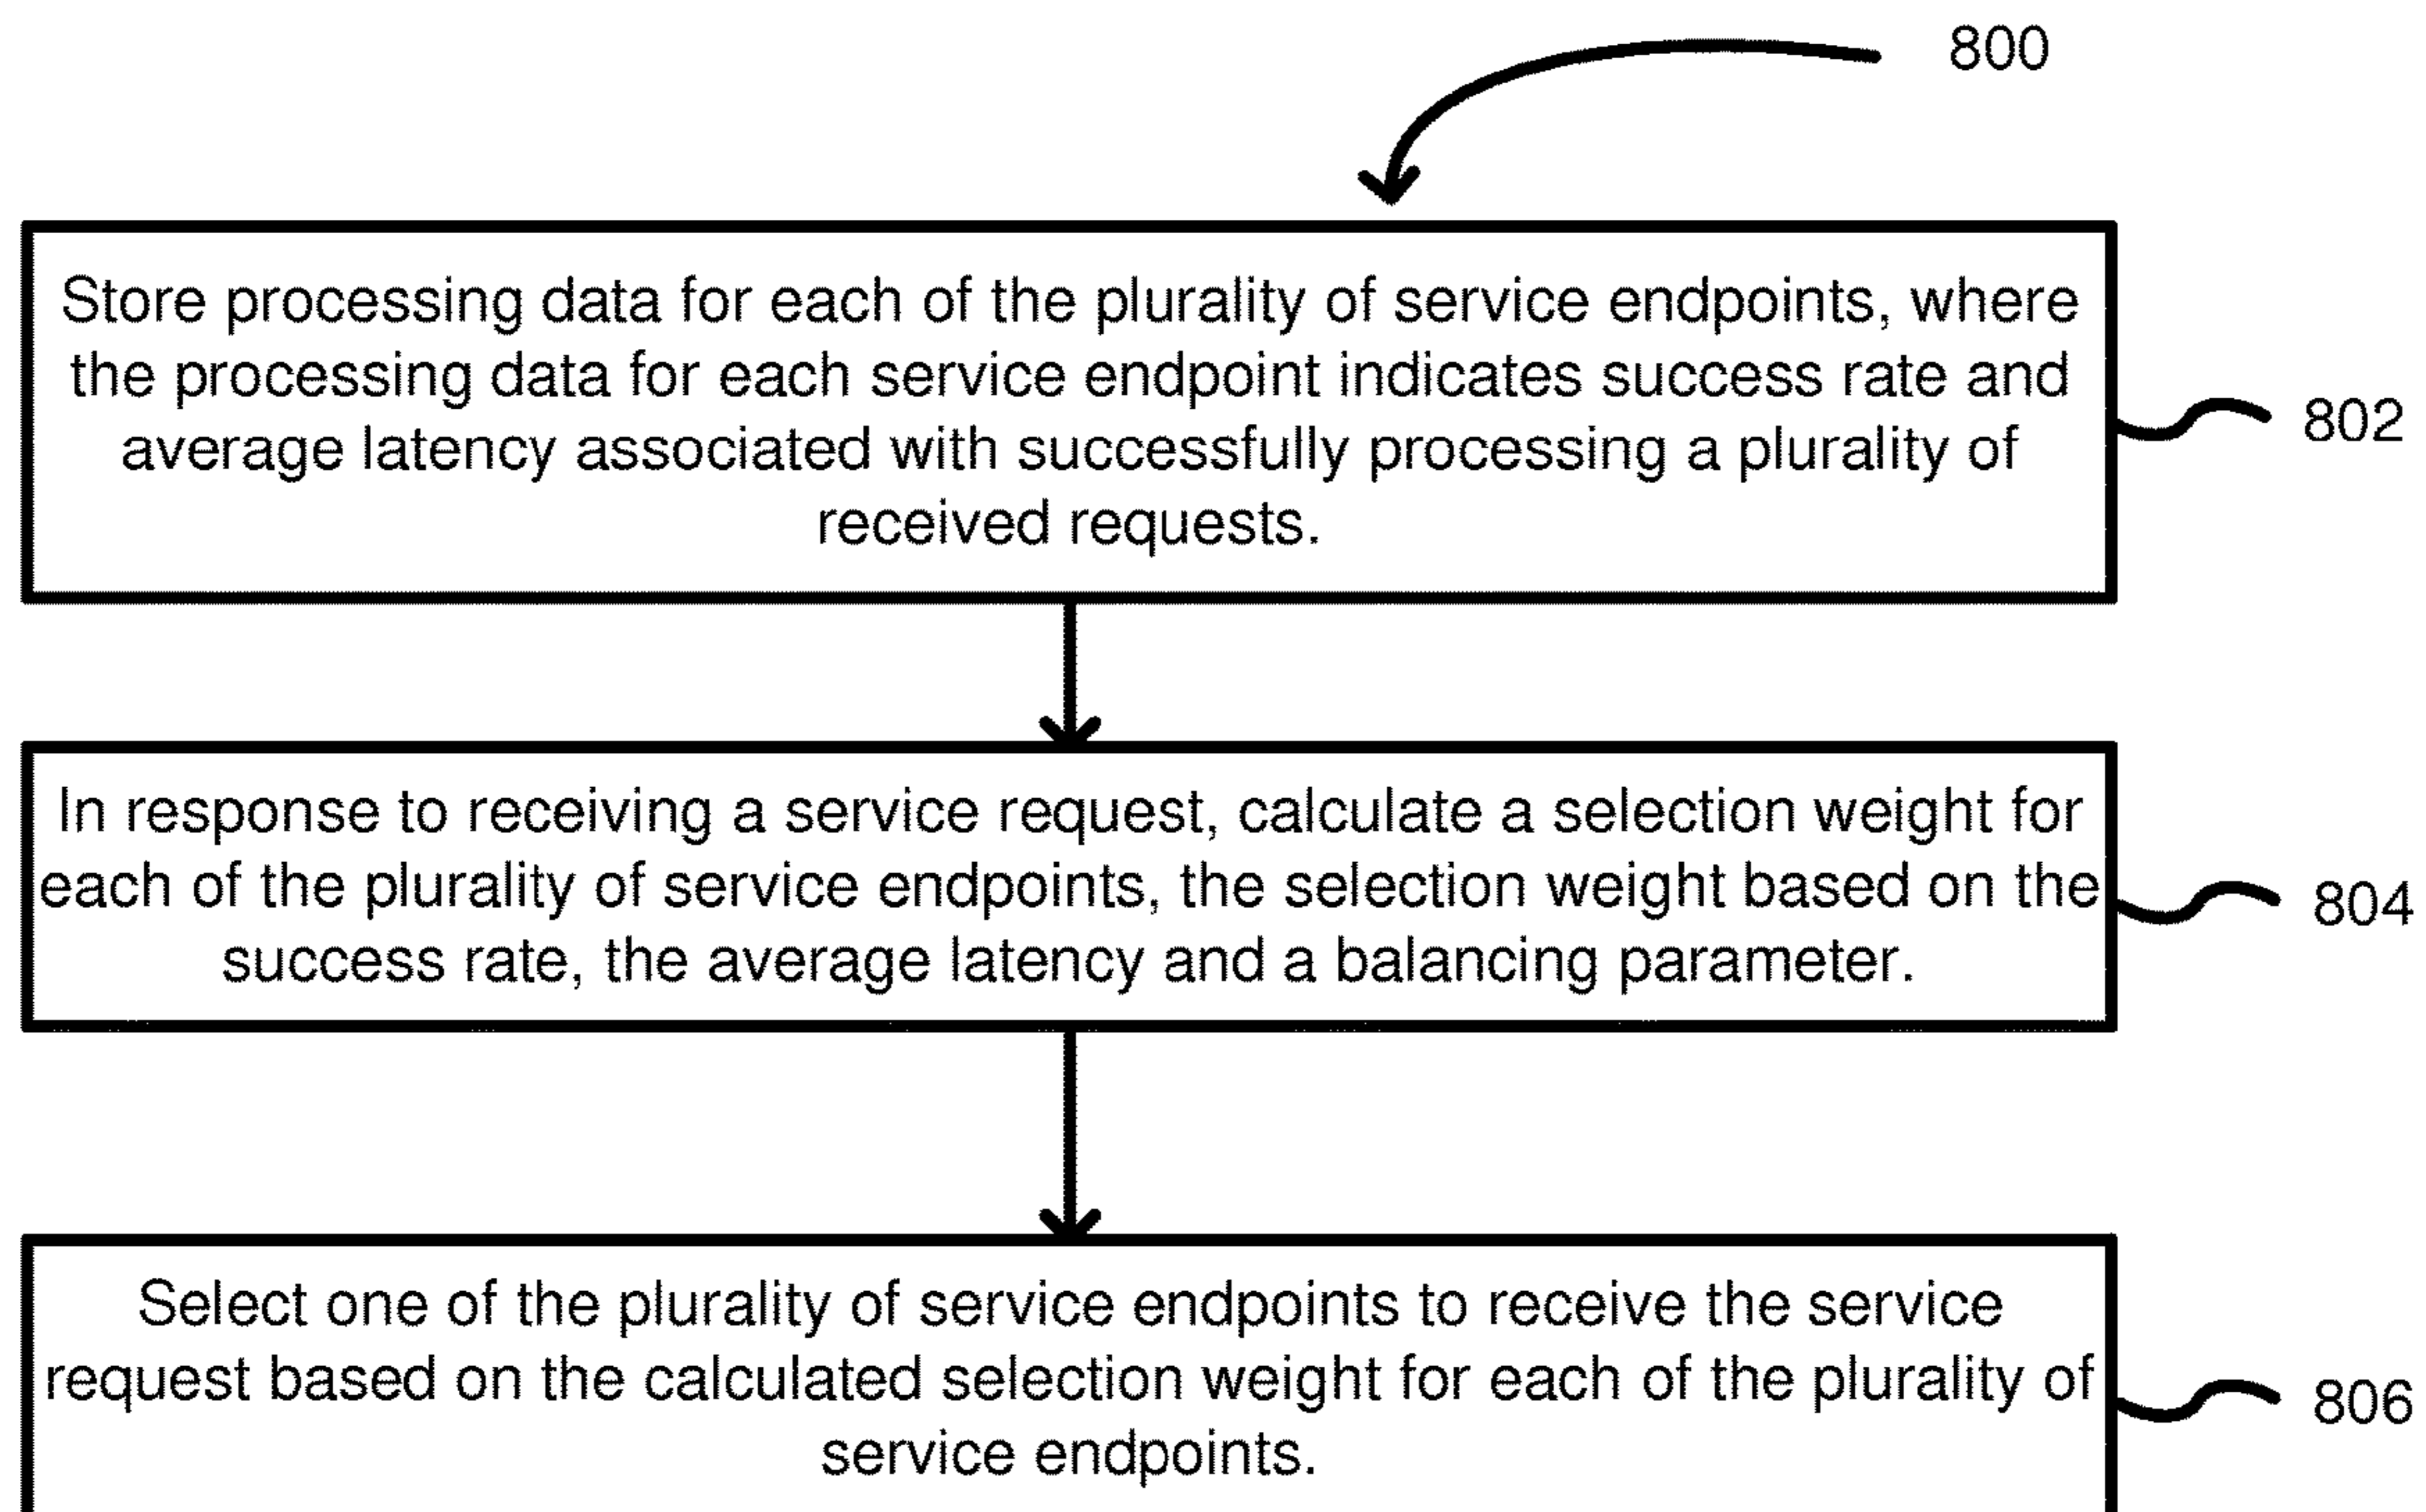 800
Store processing data for each of the plurality of service endpoints, where
the processing data for each service endpoint indicates success rate and
average latency associated with successfully processing a plurality of
received requests.
802
In response to receiving a service request, calculate a selection weight for
each of the plurality of service endpoints, the selection weight based on the
success rate, the average latency and a balancing parameter.
804
Select one of the plurality of service endpoints to receive the service
request based on the calculated selection weight for each of the plurality of
service endpoints.
806